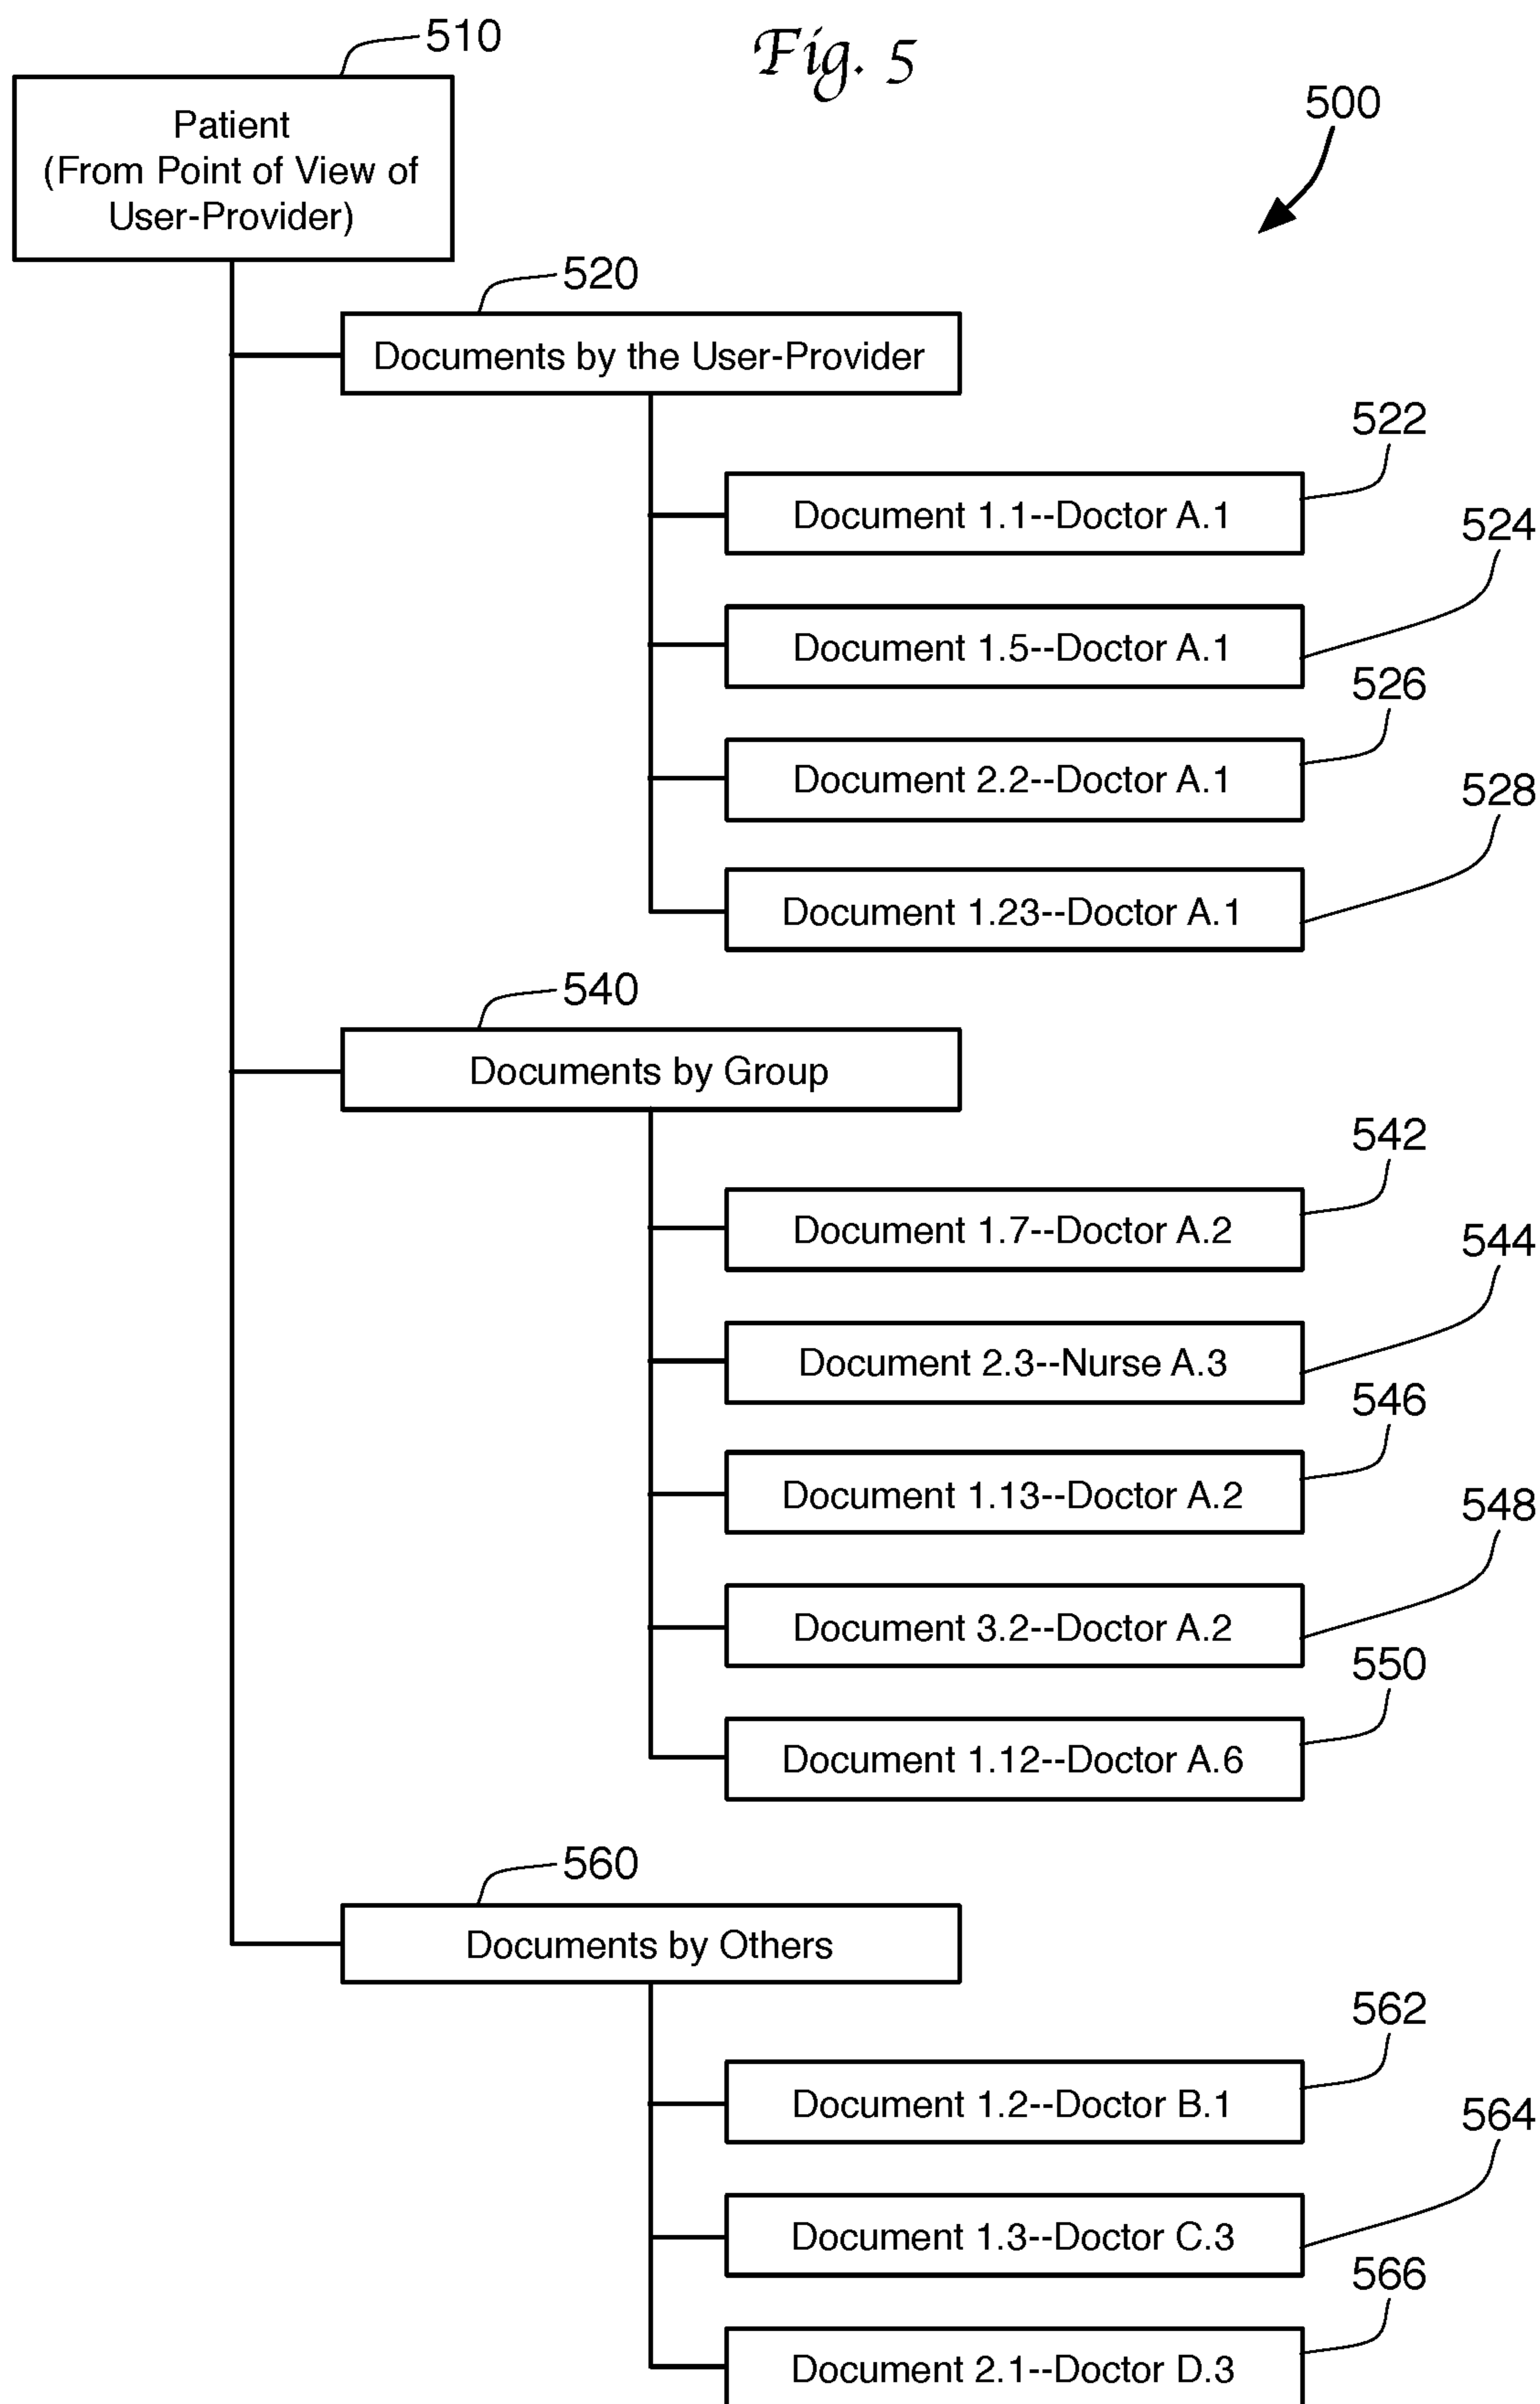 510
Fig. 5
500
Patient
(From Point of View of
User-Provider)
520
Documents by the User-Provider
522
Document 1.1--Doctor A.1
524
Document 1.5--Doctor A.1
526
Document 2.2--Doctor A.1
528
Document 1.23--Doctor A.1
540
Documents by Group
542
Document 1.7--Doctor A.2
544
Document 2.3--Nurse A.3
546
Document 1.13--Doctor A.2
548
Document 3.2--Doctor A.2
550
Document 1.12--Doctor A.6
560
Documents by Others
562
Document 1.2--Doctor B.1
564
Document 1.3--Doctor C.3
566
Document 2.1--Doctor D.3